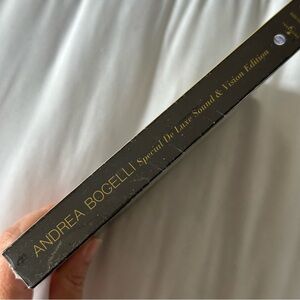 ANDREA BOCELLI Special De Luxe Sound & Vision Edition